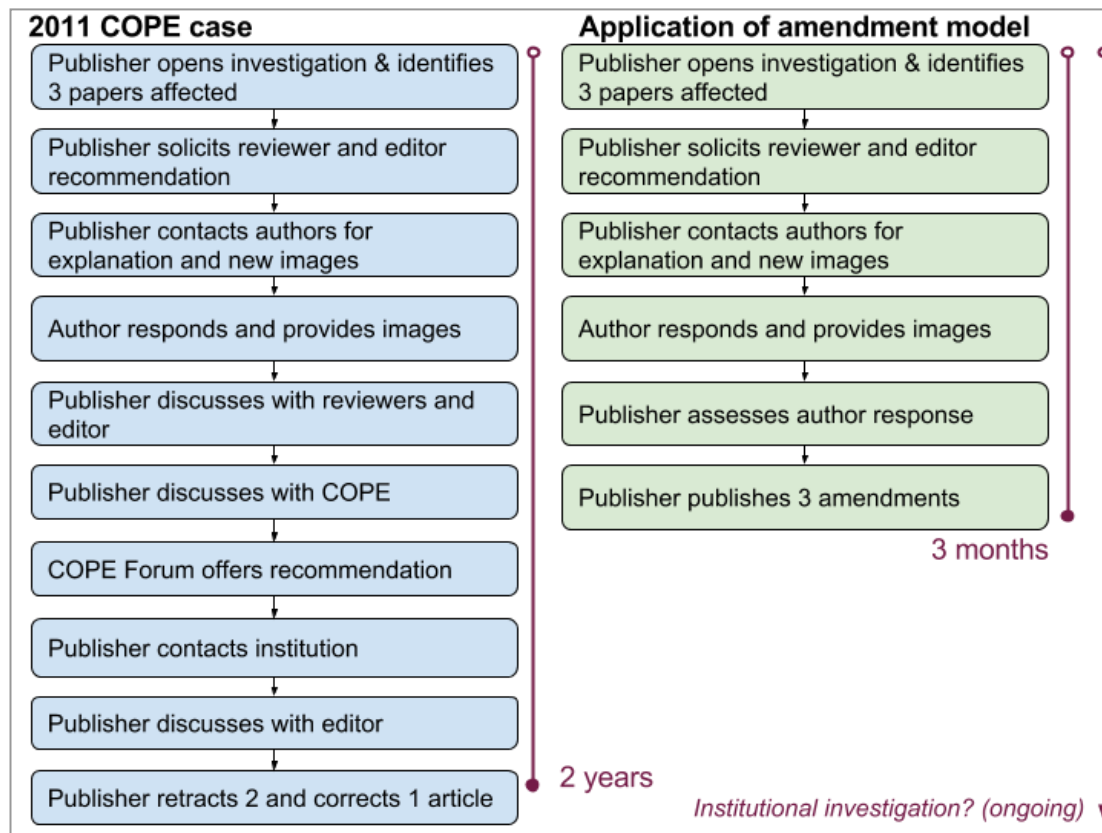 2011 COPE case
Publisher opens investigation & identifies
3 papers affected
Publisher solicits reviewer and editor
recommendation
Publisher contacts authors for
explanation and new images
Author responds and provides images
Publisher discusses with reviewers and
editor
Publisher discusses with COPE
COPE Forum offers recommendation
Publisher contacts institution
Publisher discusses with editor
Publisher retracts 2 and corrects 1 article
2 years
Application of amendment model
Publisher opens investigation & identifies
3 papers affected
Publisher solicits reviewer and editor
recommendation
Publisher contacts authors for
explanation and new images
Author responds and provides images
Publisher assesses author response
Publisher publishes 3 amendments
3 months
Institutional investigation? (ongoing)